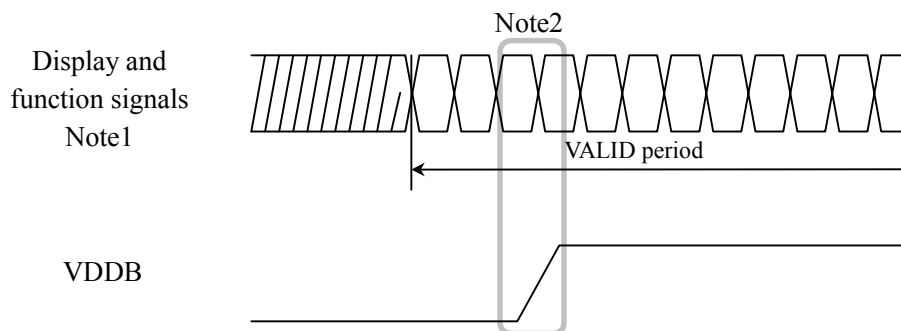 Note2
Display and
function signals
Note1
VALID period
VDDB